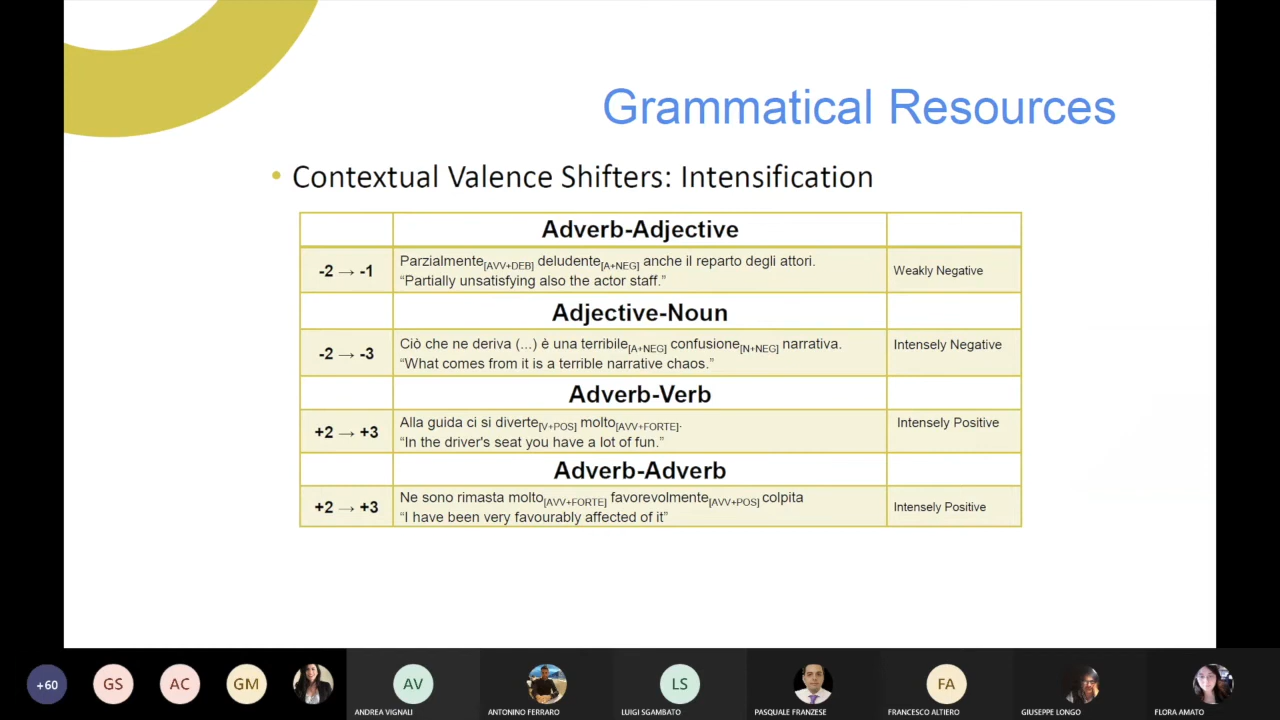 Grammatical Resources
• Contextual Valence Shifters: Intensification
Adverb-Adjective
-2 → -1
Parzialmente[AVV+DEB] deludente[A+NEG] anche il reparto degli attori.
“Partially unsatisfying also the actor staff.”
Weakly Negative
Adjective-Noun
-2 → -3
Ciò che ne deriva (...) è una terribile[A+NEG] confusione[N+NEG] narrativa.
“What comes from it is a terrible narrative chaos.”
Intensely Negative
Adverb-Verb
+2 → +3
Alla guida ci si diverte[V+POS] molto[AVV+FORTE].
“In the driver's seat you have a lot of fun.”
Intensely Positive
Adverb-Adverb
+2 → +3
Ne sono rimasta molto[AVV+FORTE] favorevolmente[AVV+POS] colpita
“I have been very favourably affected of it”
Intensely Positive
+60
GS
AC
GM
AV
LS
FA
ANDREA VIGNALI
ANTONINO FERRARO
LUIGI SGAMBATO
PASQUALE FRANZESE
FRANCESCO ALTIERO
GIUSEPPE LONGO
FLORA AMATO